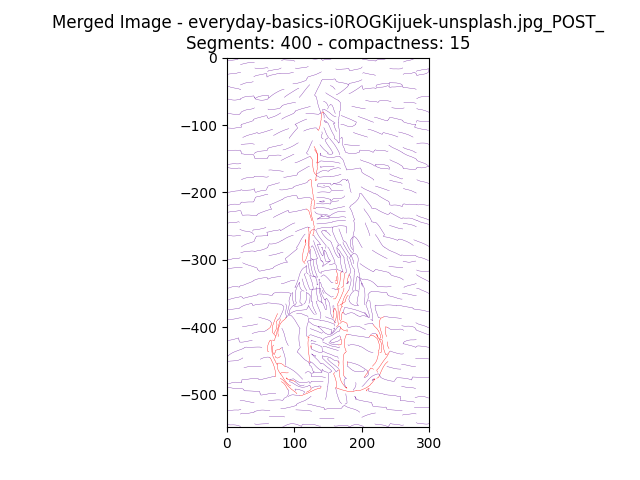 Merged Image - everyday-basics-i0ROGKijuek-unsplash.jpg_POST_
Segments: 400 - compactness: 15
0
−100
−200
−300
−400
−500
0 100 200 300